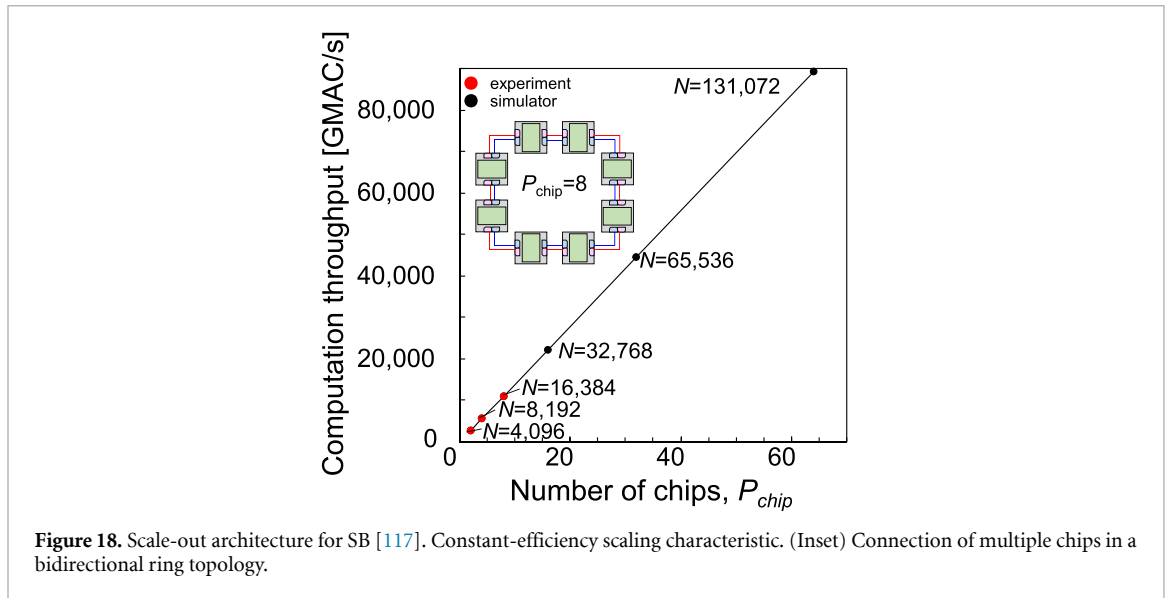 Computation throughput [GMAC/s]
experiment
simulator
N=131,072
80,000
P_chip=8
60,000
N=65,536
40,000
N=32,768
20,000
N=16,384
N=8,192
N=4,096
0
0 20 40 60
Number of chips, P_chip
Figure 18. Scale-out architecture for SB [117]. Constant-efficiency scaling characteristic. (Inset) Connection of multiple chips in a
bidirectional ring topology.